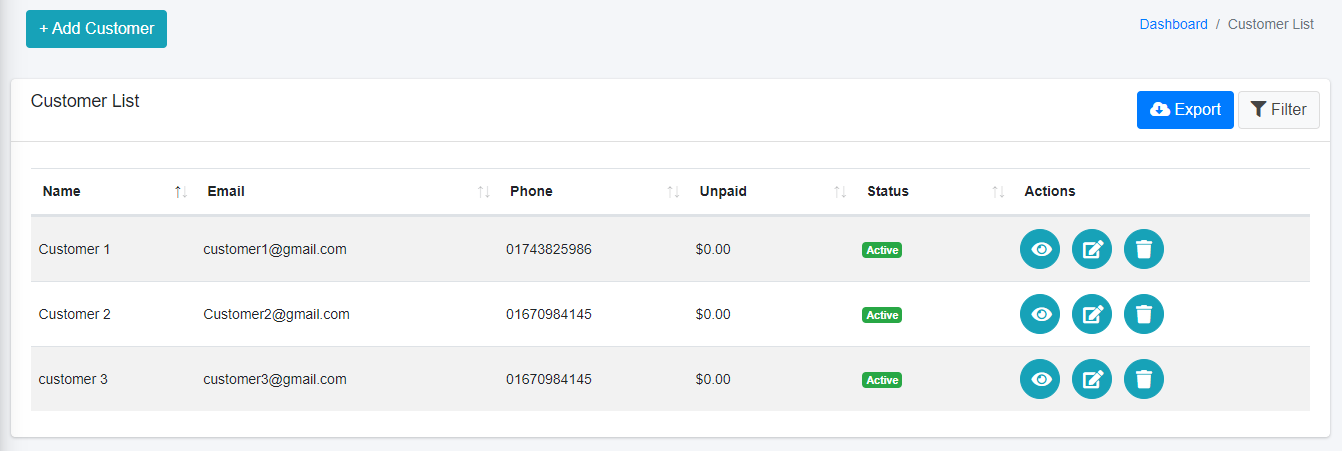 + Add Customer
Dashboard / Customer List
Customer List
Export Filter
Name Email Phone Unpaid Status Actions
Customer 1 customer1@gmail.com 01743825986 $0.00 Active
Customer 2 Customer2@gmail.com 01670984145 $0.00 Active
customer 3 customer3@gmail.com 01670984145 $0.00 Active